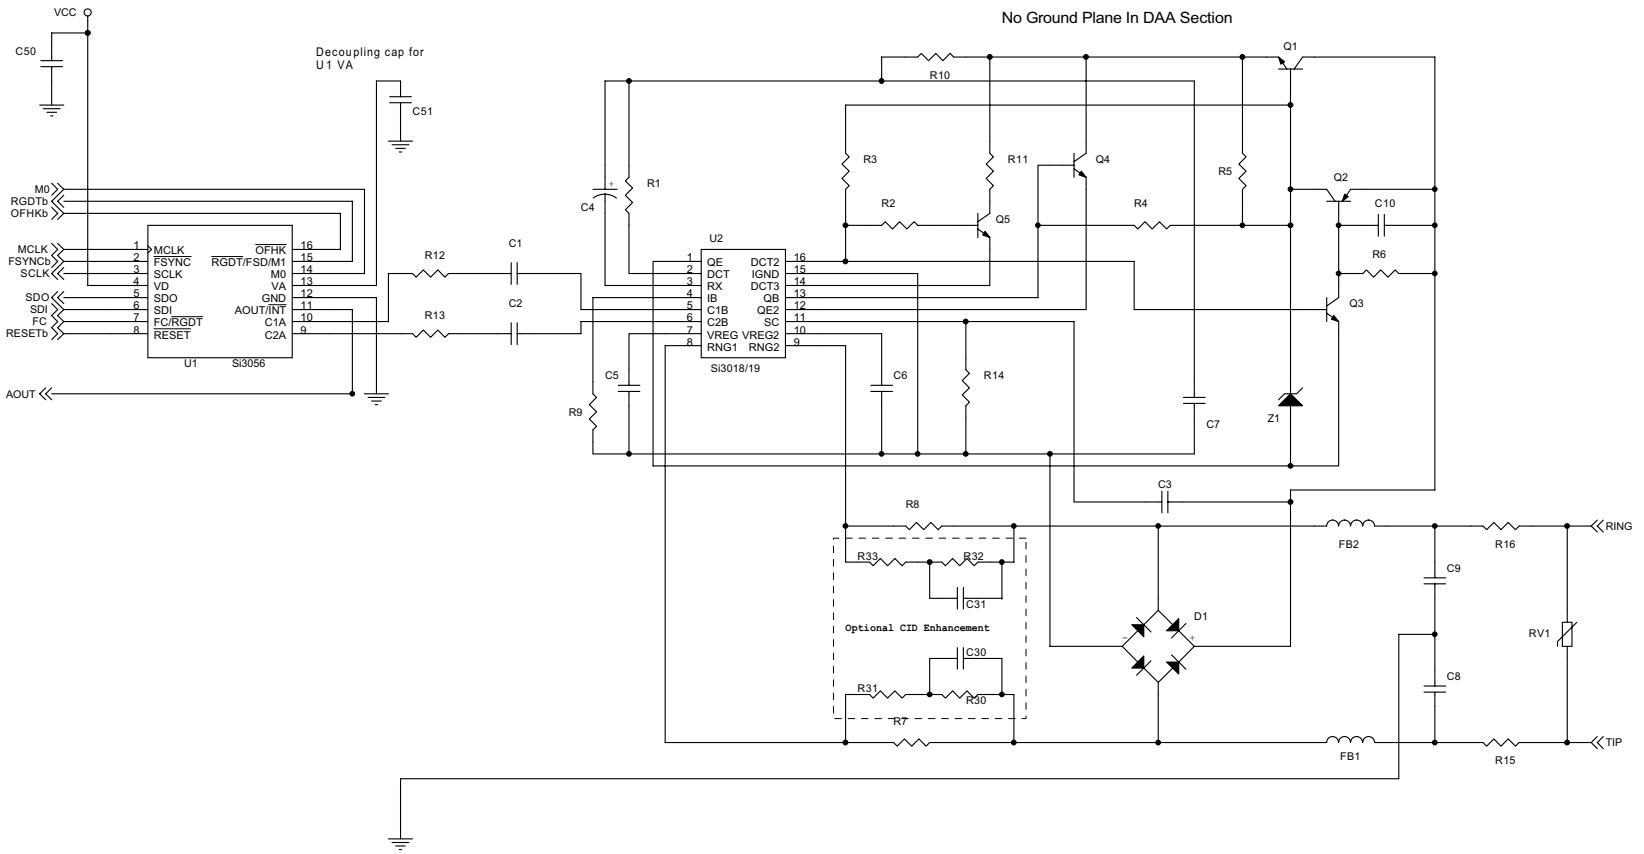 No Ground Plane In DAA Section
VCC
C50
Decoupling cap for
U1 VA
C51
M0
RGDTb
OFHKb
MCLK
FSYNCb
SCLK
SDO
SDI
FC
RESETb
AOUT
1 MCLK
2 FSYNC
3 SCLK
4 VD
5 SDO
6 SDI
7 FC/RGDT
8 RESET
OFHK 16
RGDT/FSD/M1 15
M0 14
VA 13
GND 12
AOUT/INT 11
C1A 10
C2A 9
U1
Si3056
R12
C1
R13
C2
C4
R1
R9
C5
U2
1 QE
2 DCT
3 RX
4 IB
5 C1B
6 C2B
7 VREG
8 RNG1
DCT2 16
IGND 15
DCT3 14
QB 13
QE2 12
SC 11
VREG2 10
RNG2 9
Si3018/19
R10
R3
R2
R11
Q5
Q4
R4
R5
Q1
Q2
C10
R6
Q3
C6
R14
C7
Z1
C3
R8
R33
R32
C31
Optional CID Enhancement
C30
R31
R30
R7
D1
-
+
FB2
FB1
C9
C8
R16
R15
RV1
RING
TIP